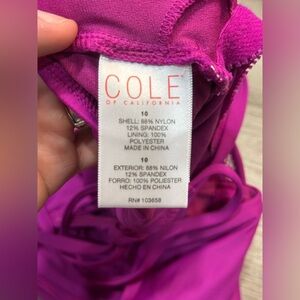 COLE
OF CALIFORNIA
10
SHELL: 88% NYLON
12% SPANDEX
LINING: 100%
POLYESTER
MADE IN CHINA
10
EXTERIOR: 88% NILON
12% SPANDEX
FORRO: 100% POLIESTER
HECHO EN CHINA
RN# 103658